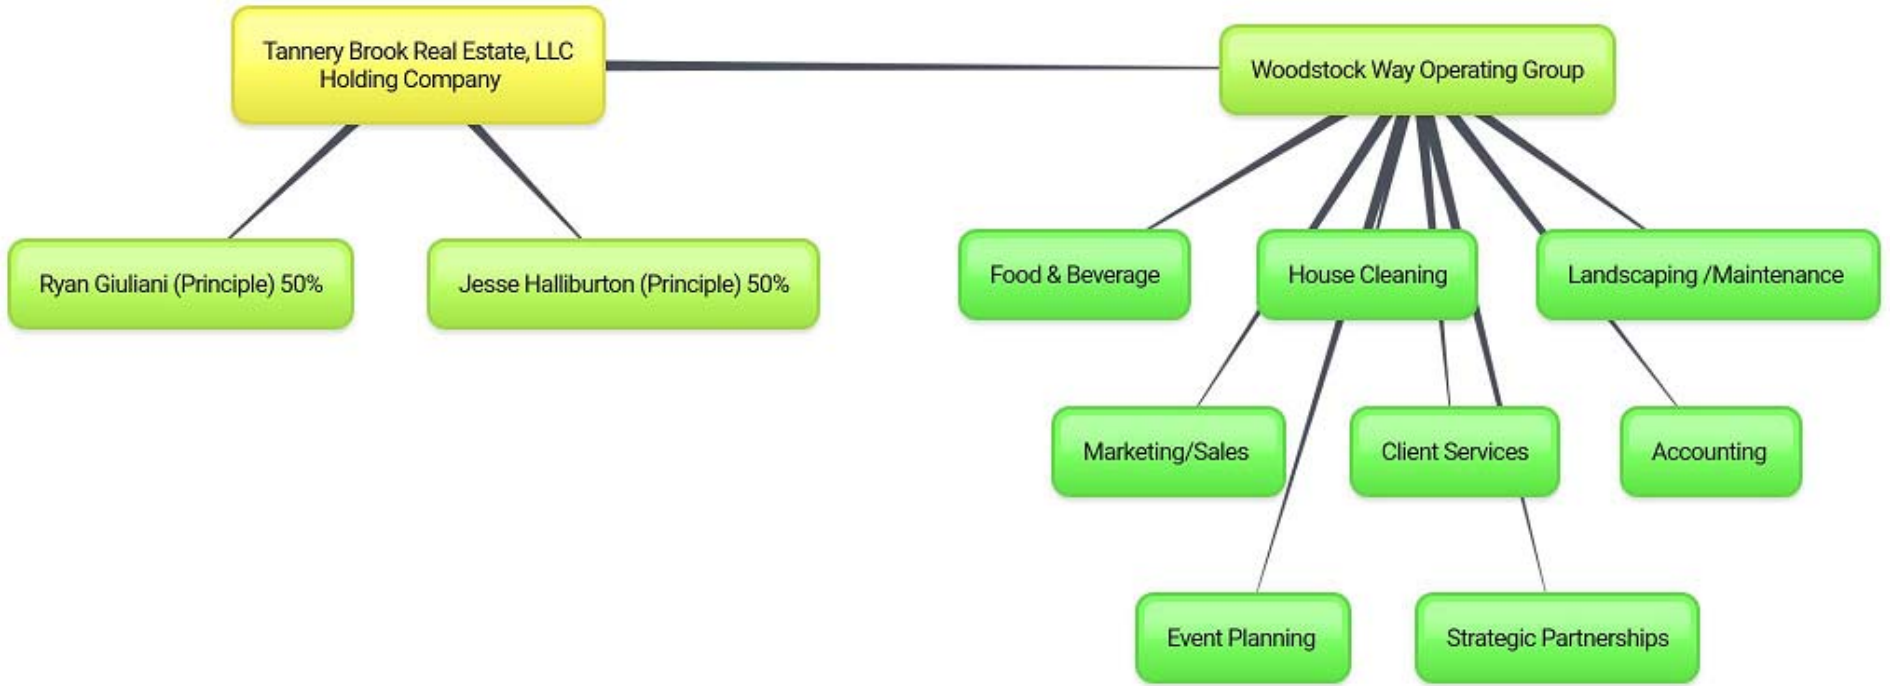 Tannery Brook Real Estate, LLC
Holding Company
Woodstock Way Operating Group
Ryan Giuliani (Principle) 50%
Jesse Halliburton (Principle) 50%
Food & Beverage
House Cleaning
Landscaping /Maintenance
Marketing/Sales
Client Services
Accounting
Event Planning
Strategic Partnerships